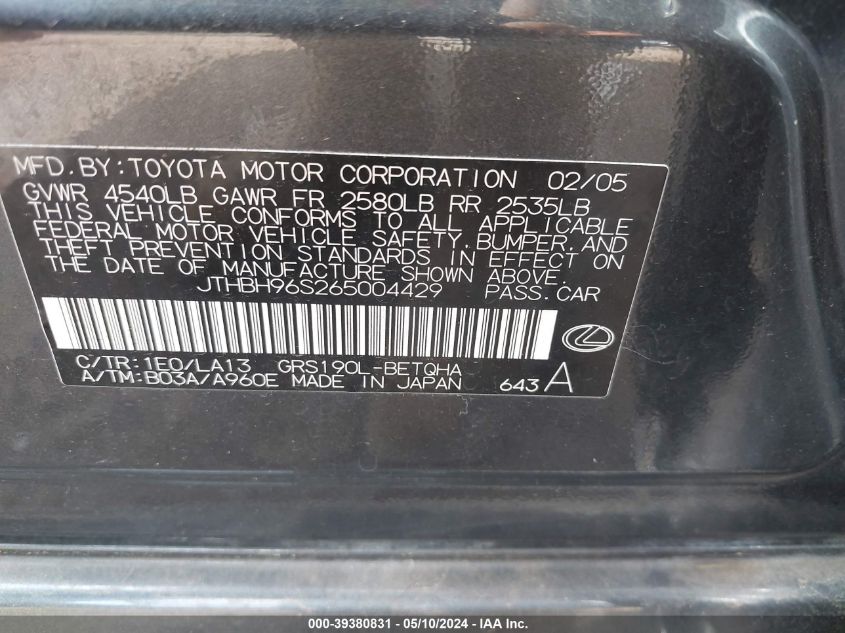 MFD.BY:TOYOTA MOTOR CORPORATION 02/05
GVWR 4540LB GAWR FR 2580LB RR 2535LB
THIS VEHICLE CONFORMS TO ALL APPLICABLE
FEDERAL MOTOR VEHICLE SAFETY,BUMPER,AND
THEFT PREVENTION STANDARDS IN EFFECT ON
THE DATE OF MANUFACTURE SHOWN ABOVE.
JTHBH96S265004429 PASS.CAR
C/TR:1E0/LA13 GRS190L-BETQHA
A/TM:B03A/A960E MADE IN JAPAN 643 A
000-39380831 - 05/10/2024 - IAA Inc.